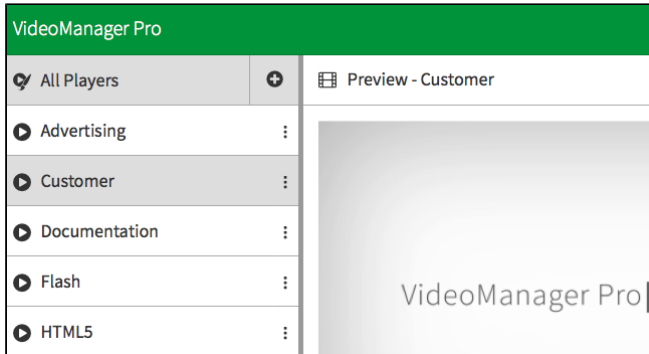 VideoManager Pro
All Players
Preview - Customer
Advertising
Customer
Documentation
Flash
HTML5
VideoManager Pro